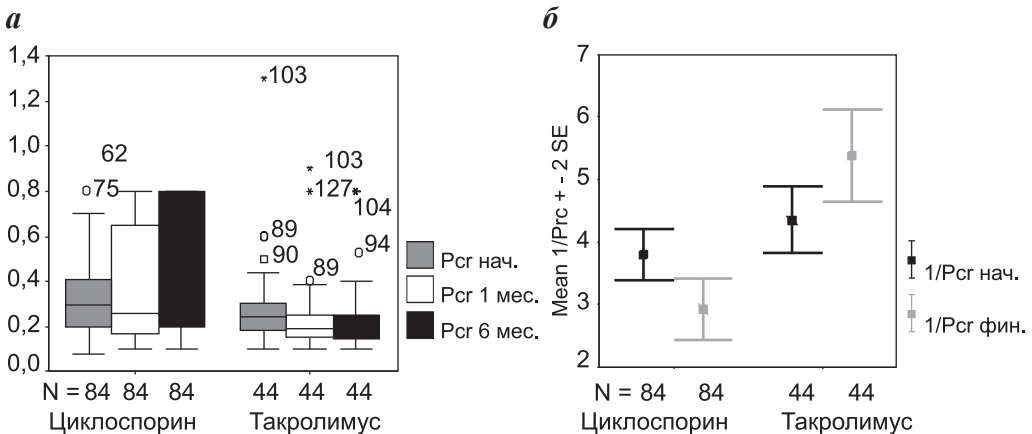 а
1,4
1,2
1,0
0,8
0,6
0,4
0,2
0,0
62
75
103
103
127
104
89
90
89
94
Pcr нач.
Pcr 1 мес.
Pcr 6 мес.
N = 84 84 84 44 44 44
Циклоспорин Такролимус
б
Mean 1/Prc + - 2 SE
7
6
5
4
3
2
1/Pcr нач.
1/Pcr фин.
N = 84 84 44 44
Циклоспорин Такролимус